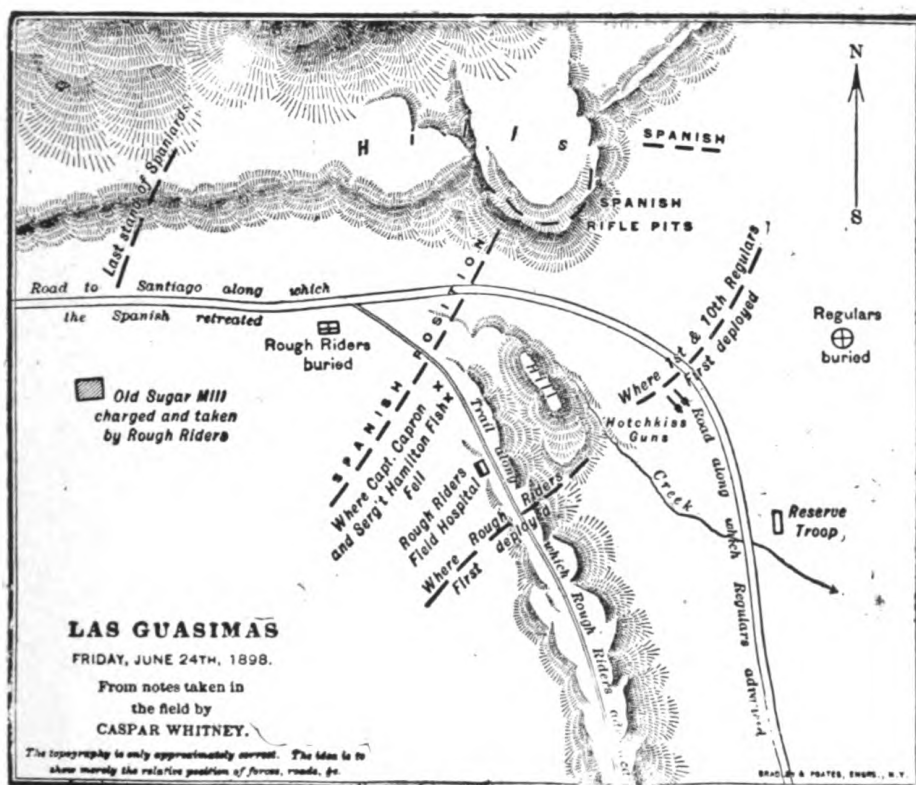 N
S
Hills
SPANISH
SPANISH
RIFLE PITS
Last stand of Spaniards.
Road to Santiago along which
the Spanish retreated
Rough Riders
buried
Old Sugar Mill
charged and taken
by Rough Riders
SPANISH POSITION
Where Capt. Capron
and Serg't Hamilton Fish
Fell
Hill
Where 1st & 10th Regulars
First deployed
Hotchkiss
Guns
Regulars
buried
Rough Riders
Field Hospital
Where Rough Riders
First deployed
Trail along which Rough Riders
Creek
Road along which Regulars advanced
Reserve
Troop
LAS GUASIMAS
FRIDAY, JUNE 24TH, 1898.
From notes taken in
the field by
CASPAR WHITNEY.
The topography is only approximately correct. The idea is to
show merely the relative position of forces, roads, &c.
BRADLEY & POATES, ENGRS., N.Y.